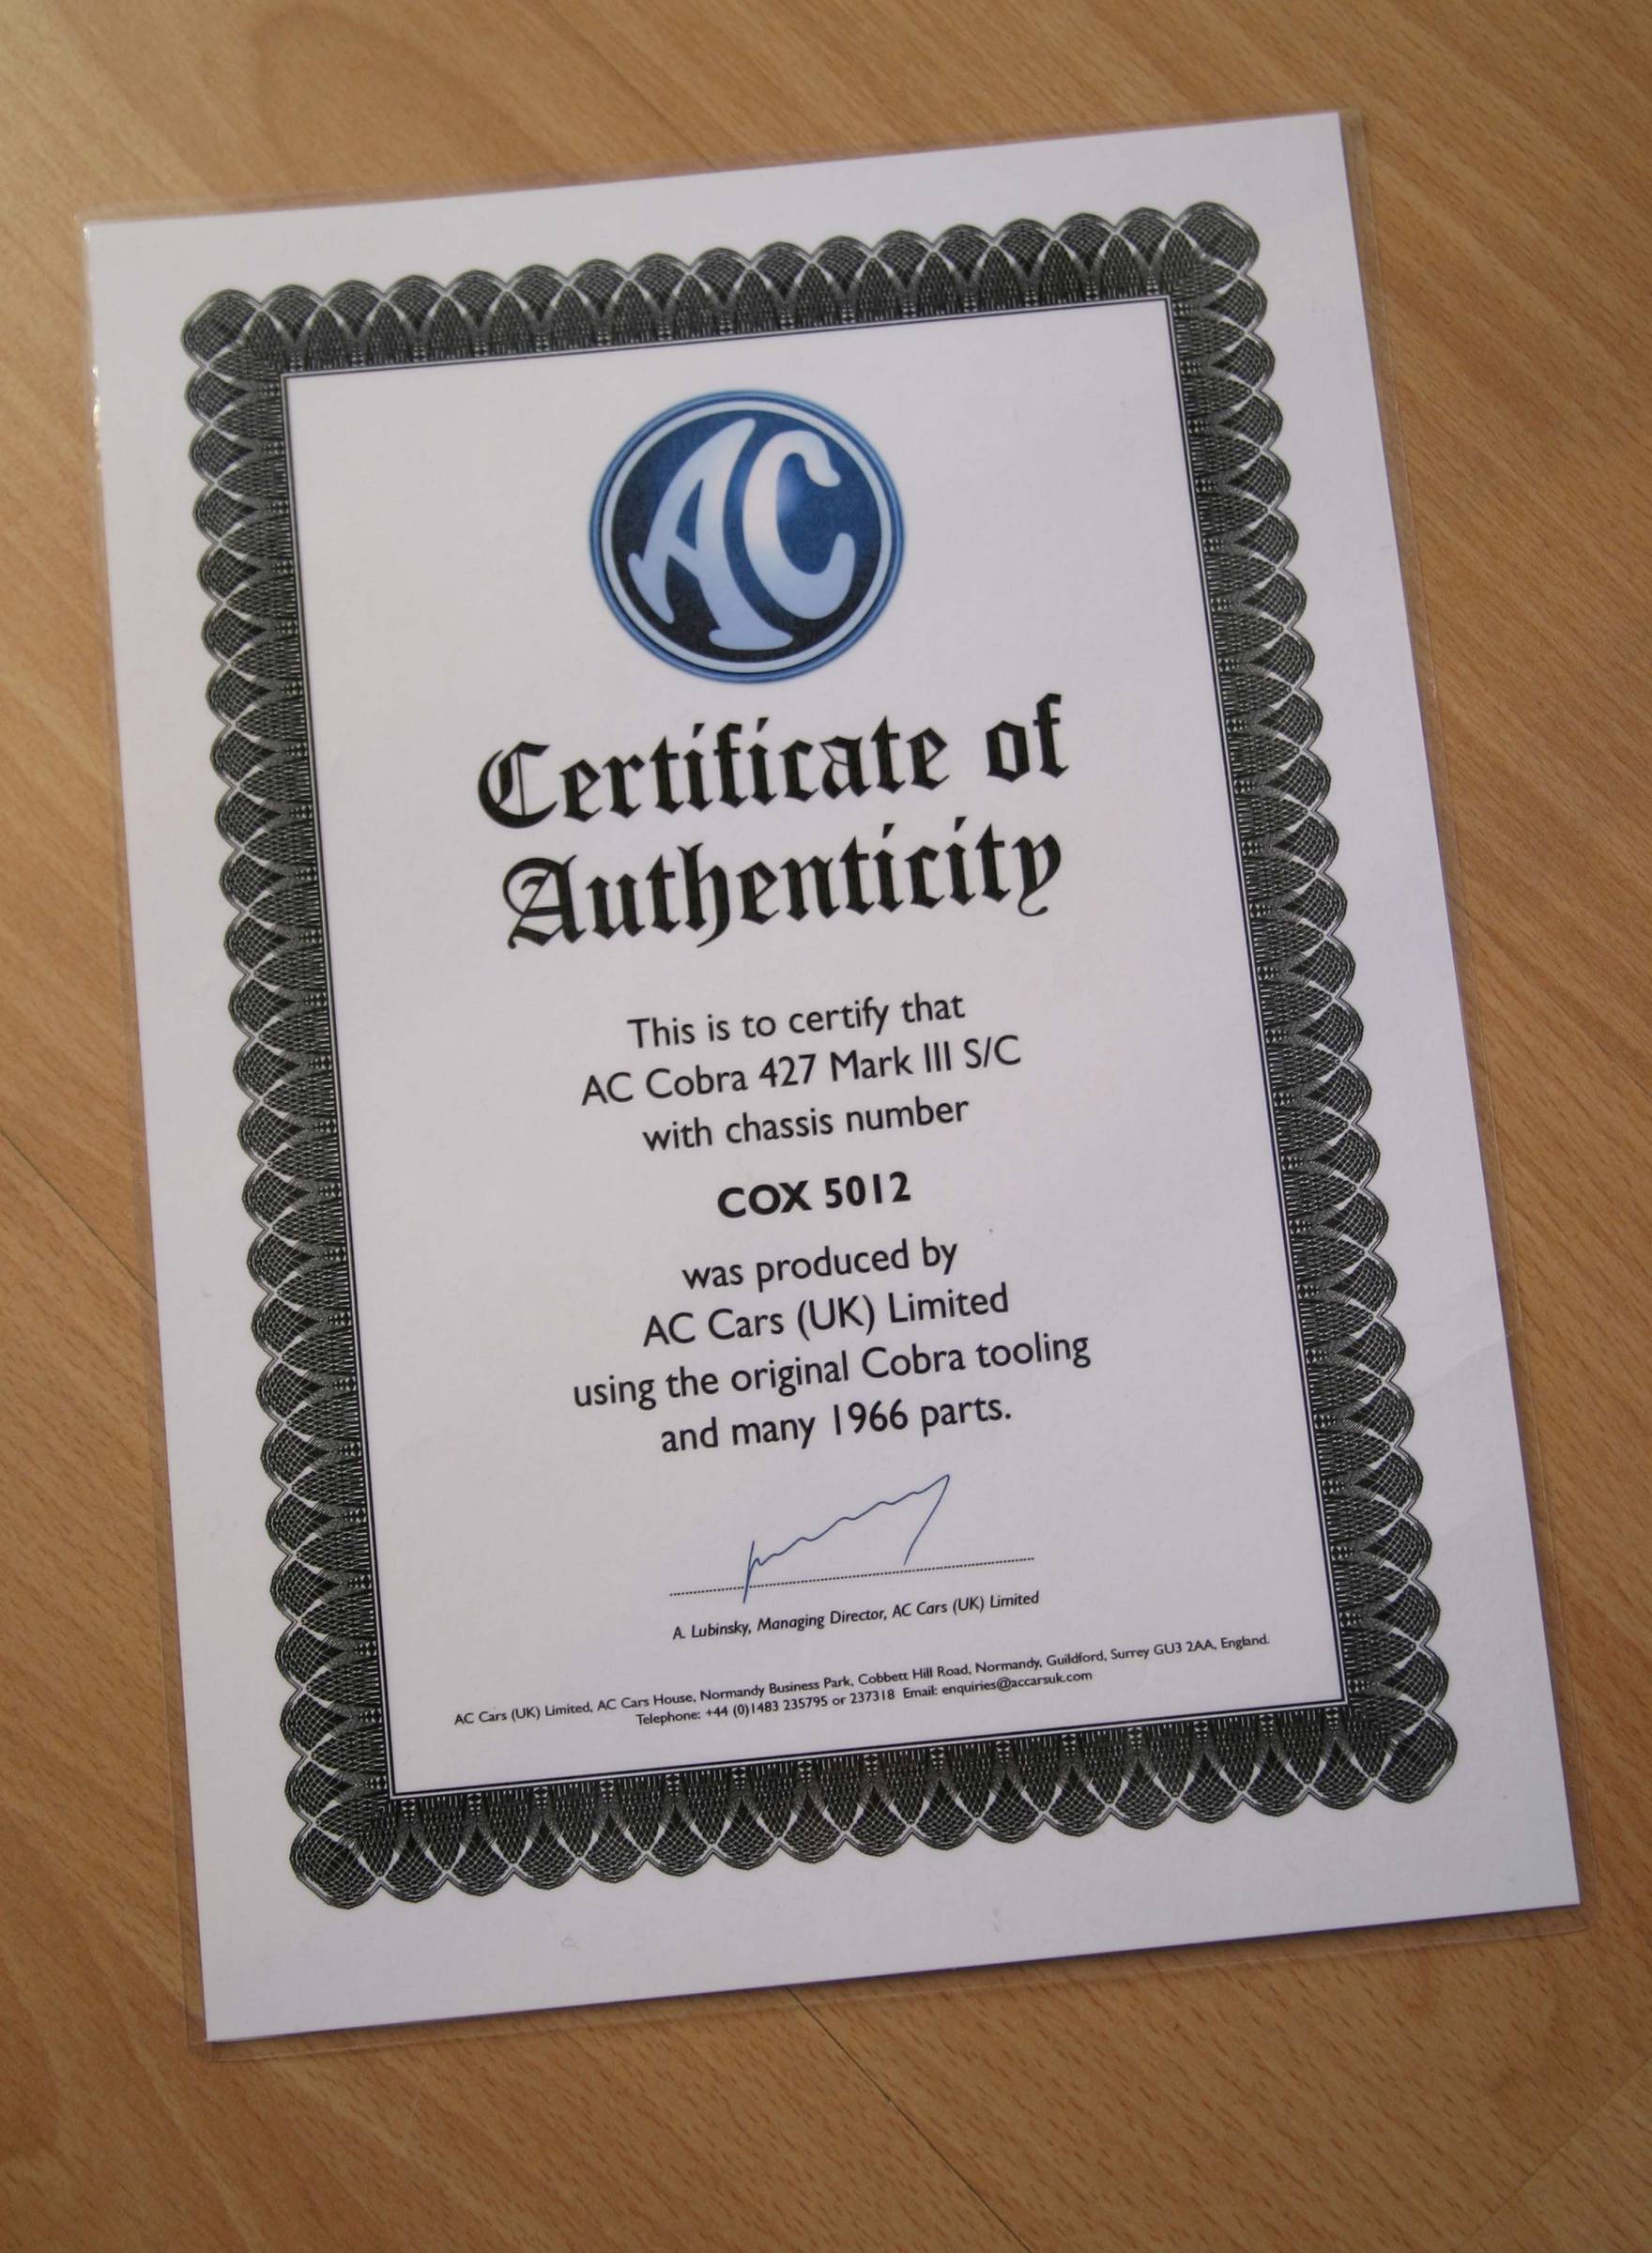 AC
Certificate of
Authenticity
This is to certify that
AC Cobra 427 Mark III S/C
with chassis number
COX 5012
was produced by
AC Cars (UK) Limited
using the original Cobra tooling
and many 1966 parts.
A. Lubinsky, Managing Director, AC Cars (UK) Limited
AC Cars (UK) Limited, AC Cars House, Normandy Business Park, Cobbett Hill Road, Normandy, Guildford, Surrey GU3 2AA, England.
Telephone: +44 (0)1483 235795 or 237318 Email: enquiries@accarsuk.com